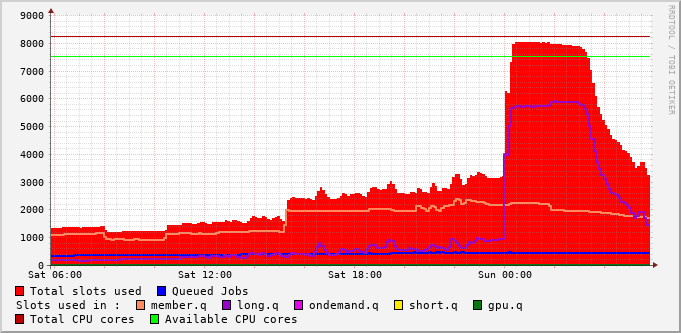 9000
8000
7000
6000
5000
4000
3000
2000
1000
0
Sat 06:00 Sat 12:00 Sat 18:00 Sun 00:00
RRDTOOL / TOBI OETIKER
Total slots used Queued Jobs
Slots used in : member.q long.q ondemand.q short.q gpu.q
Total CPU cores Available CPU cores